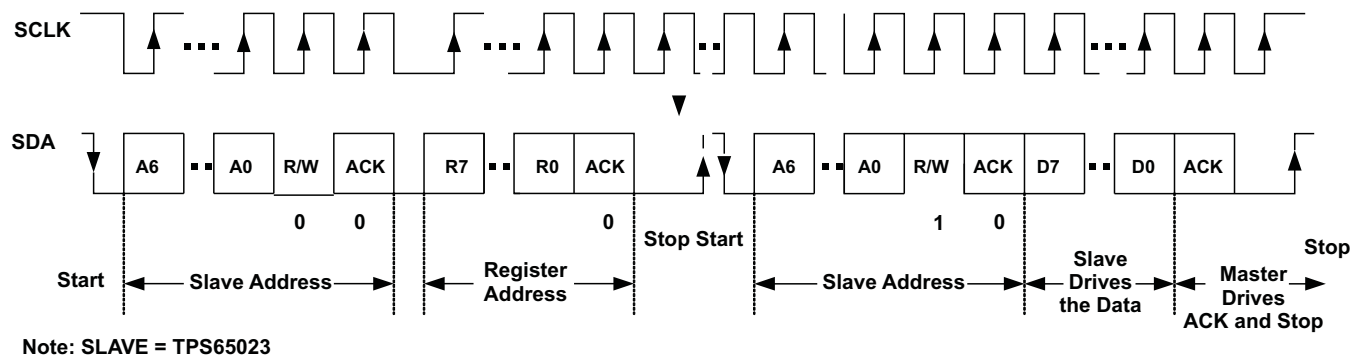 SCLK
SDA
A6 A0 R/W ACK R7 R0 ACK A6 A0 R/W ACK D7 D0 ACK
0 0 0 1 0
Stop Start
Stop
Start
Slave Address
Register
Address
Slave Address
Slave
Drives
the Data
Master
Drives
ACK and Stop
Note: SLAVE = TPS65023